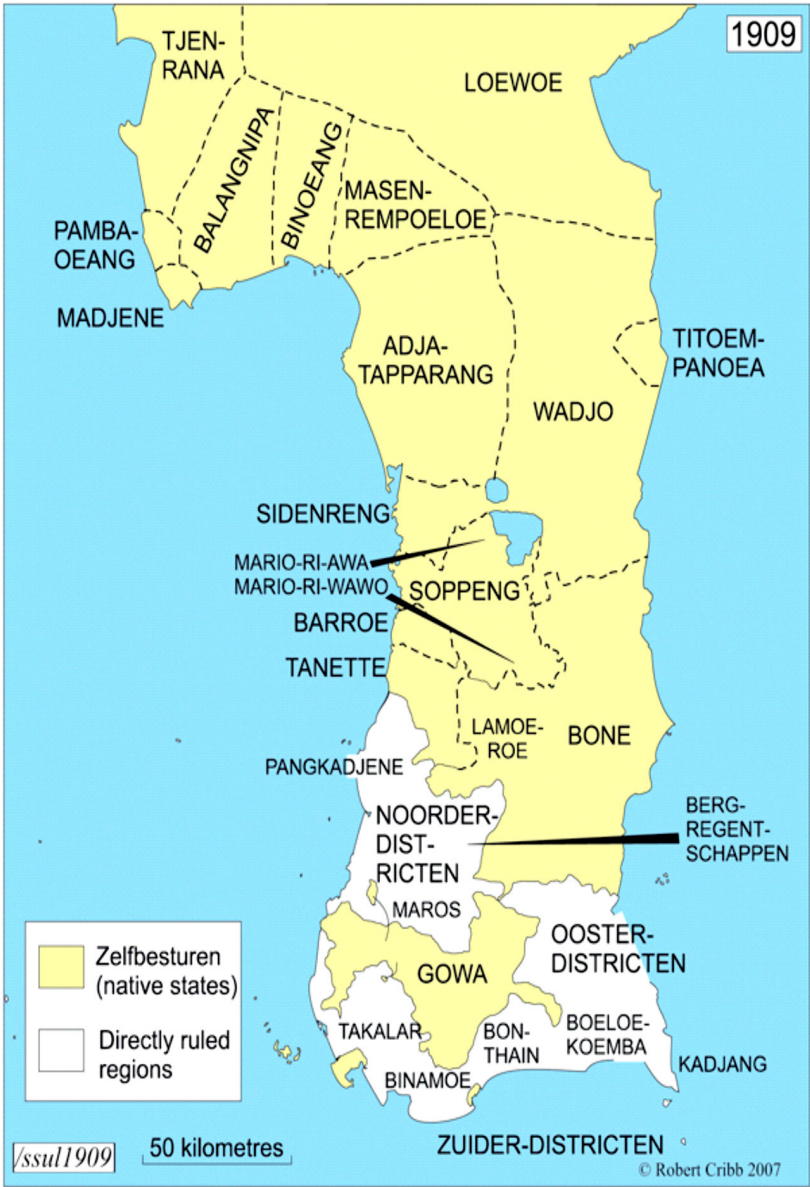 1909
TJEN-
RANA
LOEWOE
BALANGNIPA
BINOEANG
MASEN-
REMPOELOE
PAMBA-
OEANG
MADJENE
ADJA-
TAPPARANG
TITOEM-
PANOEA
WADJO
SIDENRENG
MARIO-RI-AWA
MARIO-RI-WAWO
SOPPENG
BARROE
TANETTE
LAMOE-
ROE
BONE
PANGKADJENE
NOORDER-
DIST-
RICTEN
BERG-
REGENT-
SCHAPPEN
MAROS
OOSTER-
DISTRICTEN
GOWA
Zelfbesturen
(native states)
Directly ruled
regions
TAKALAR
BON-
THAIN
BOELOE-
KOEMBA
KADJANG
BINAMOE
ZUIDER-DISTRICTEN
/ssul1909
50 kilometres
© Robert Cribb 2007